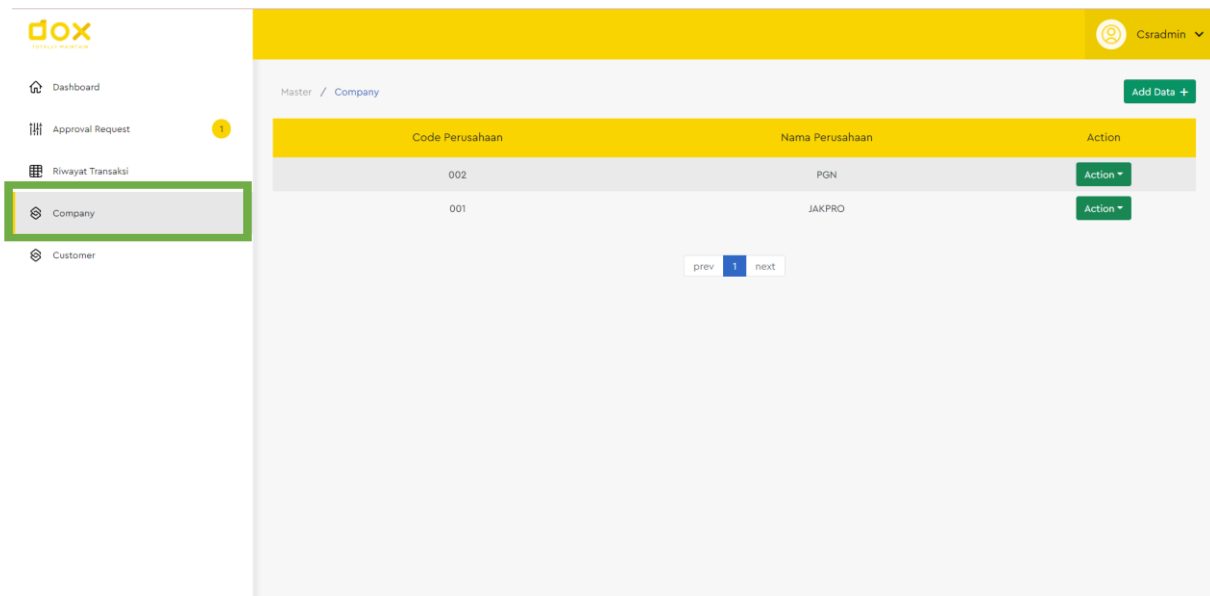 dox
Csradmin
Dashboard
Master / Company
Add Data +
Approval Request 1
Code Perusahaan Nama Perusahaan Action
Riwayat Transaksi
002 PGN Action
Company
001 JAKPRO Action
Customer
prev 1 next